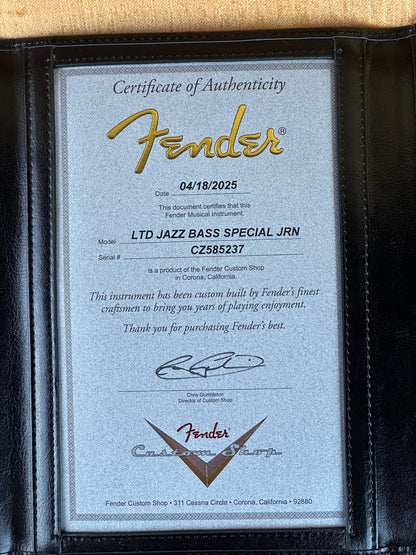 Certificate of Authenticity
Fender®
Date 04/18/2025
This document certifies that this
Fender Musical Instrument.
Model LTD JAZZ BASS SPECIAL JRN
Serial # CZ585237
is a product of the Fender Custom Shop
in Corona, California.
This instrument has been custom built by Fender's finest
craftsmen to bring you years of playing enjoyment.
Thank you for purchasing Fender's best.
Chris Gumbleton
Director of Custom Shop
Fender
Custom Shop
Fender Custom Shop • 311 Cessna Circle • Corona, California • 92880